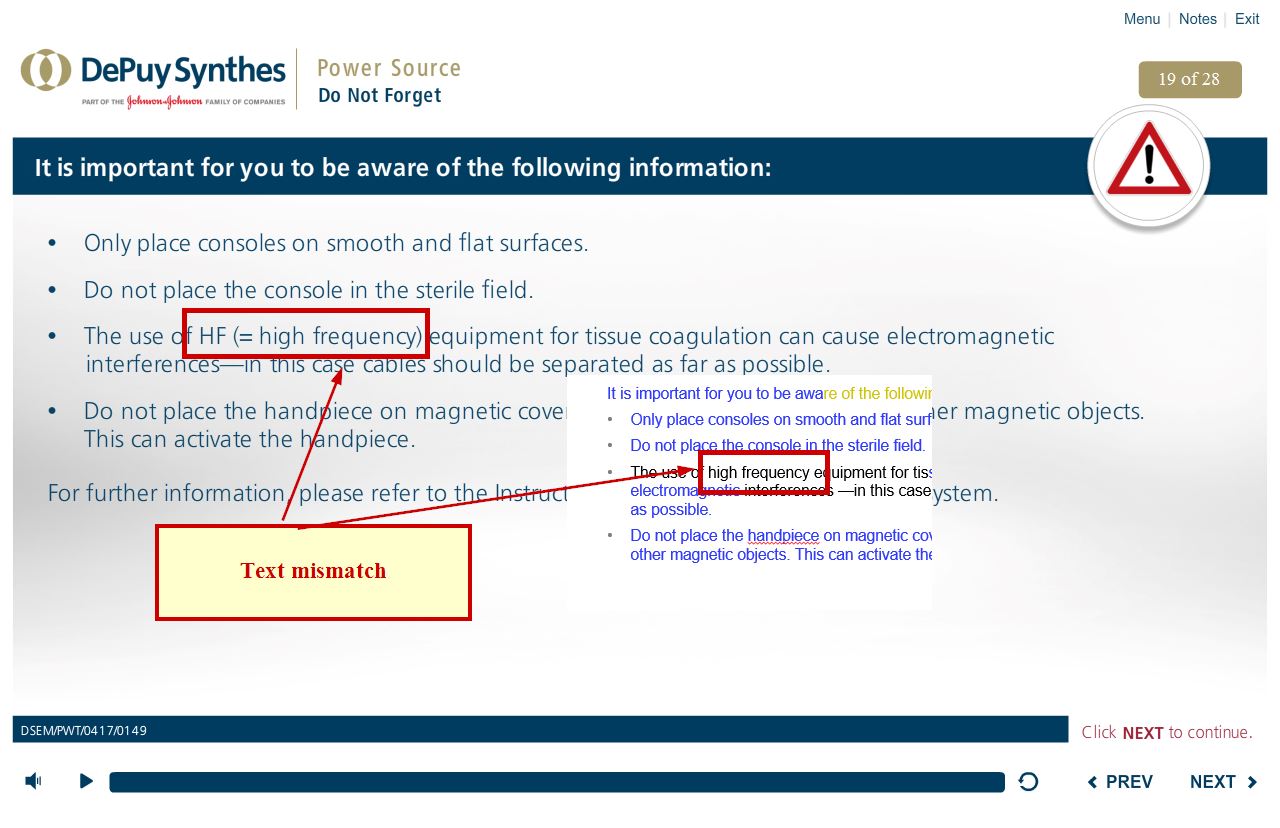 Menu | Notes | Exit
DePuy Synthes
PART OF THE Johnson & Johnson FAMILY OF COMPANIES
Power Source
Do Not Forget
19 of 28
It is important for you to be aware of the following information:
• Only place consoles on smooth and flat surfaces.
• Do not place the console in the sterile field.
• The use of HF (= high frequency) equipment for tissue coagulation can cause electromagnetic
interferences—in this case cables should be separated as far as possible.
• Do not place the handpiece on magnetic cove
er magnetic objects.
This can activate the handpiece.
For further information, please refer to the Instruct
ystem.
It is important for you to be aware of the followin
• Only place consoles on smooth and flat surf
• Do not place the console in the sterile field.
• The use of high frequency equipment for tis
electromagnetic interferences —in this case
as possible.
• Do not place the handpiece on magnetic cov
other magnetic objects. This can activate the
Text mismatch
DSEM/PWT/0417/0149
Click NEXT to continue.
PREV
NEXT